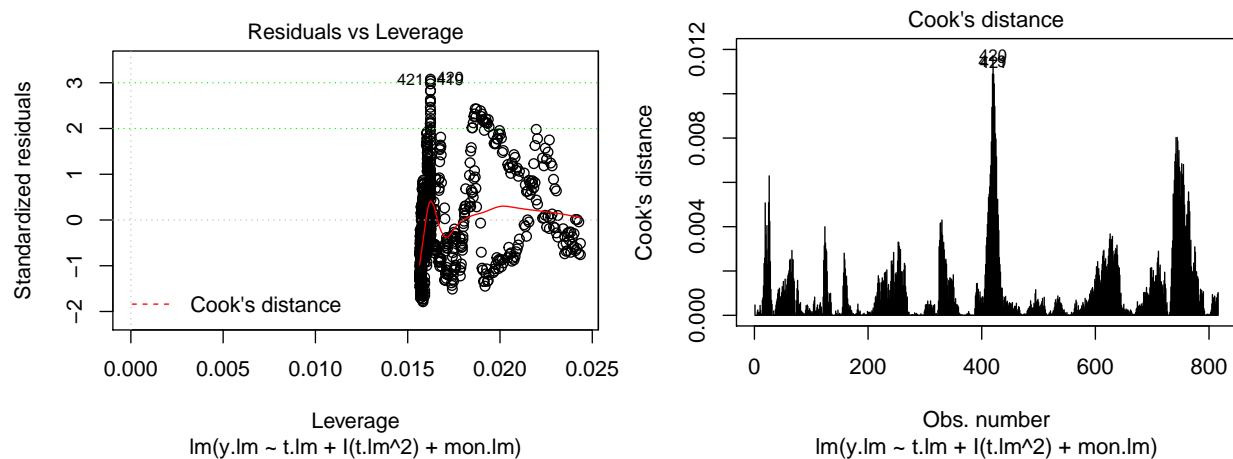 Residuals vs Leverage
Standardized residuals
3
2
1
0
−1
−2
421
420
Cook's distance
0.000 0.005 0.010 0.015 0.020 0.025
Leverage
lm(y.lm ~ t.lm + I(t.lm^2) + mon.lm)
Cook's distance
Cook's distance
0.012
0.008
0.004
0.000
420
0 200 400 600 800
Obs. number
lm(y.lm ~ t.lm + I(t.lm^2) + mon.lm)